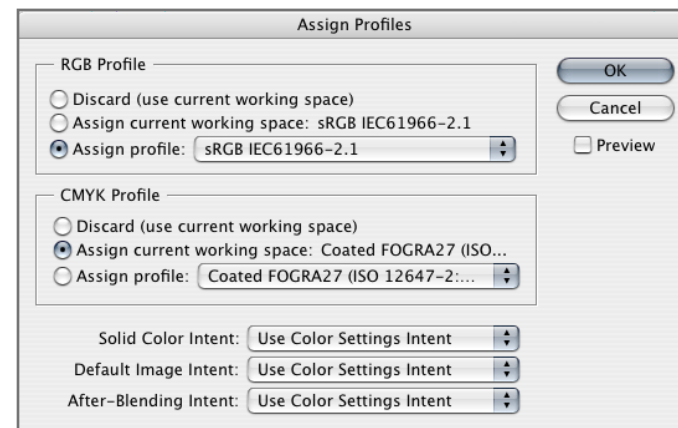 Assign Profiles
RGB Profile
Discard (use current working space)
Assign current working space: sRGB IEC61966-2.1
Assign profile: sRGB IEC61966-2.1
OK
Cancel
Preview
CMYK Profile
Discard (use current working space)
Assign current working space: Coated FOGRA27 (ISO...
Assign profile: Coated FOGRA27 (ISO 12647-2:...
Solid Color Intent: Use Color Settings Intent
Default Image Intent: Use Color Settings Intent
After-Blending Intent: Use Color Settings Intent